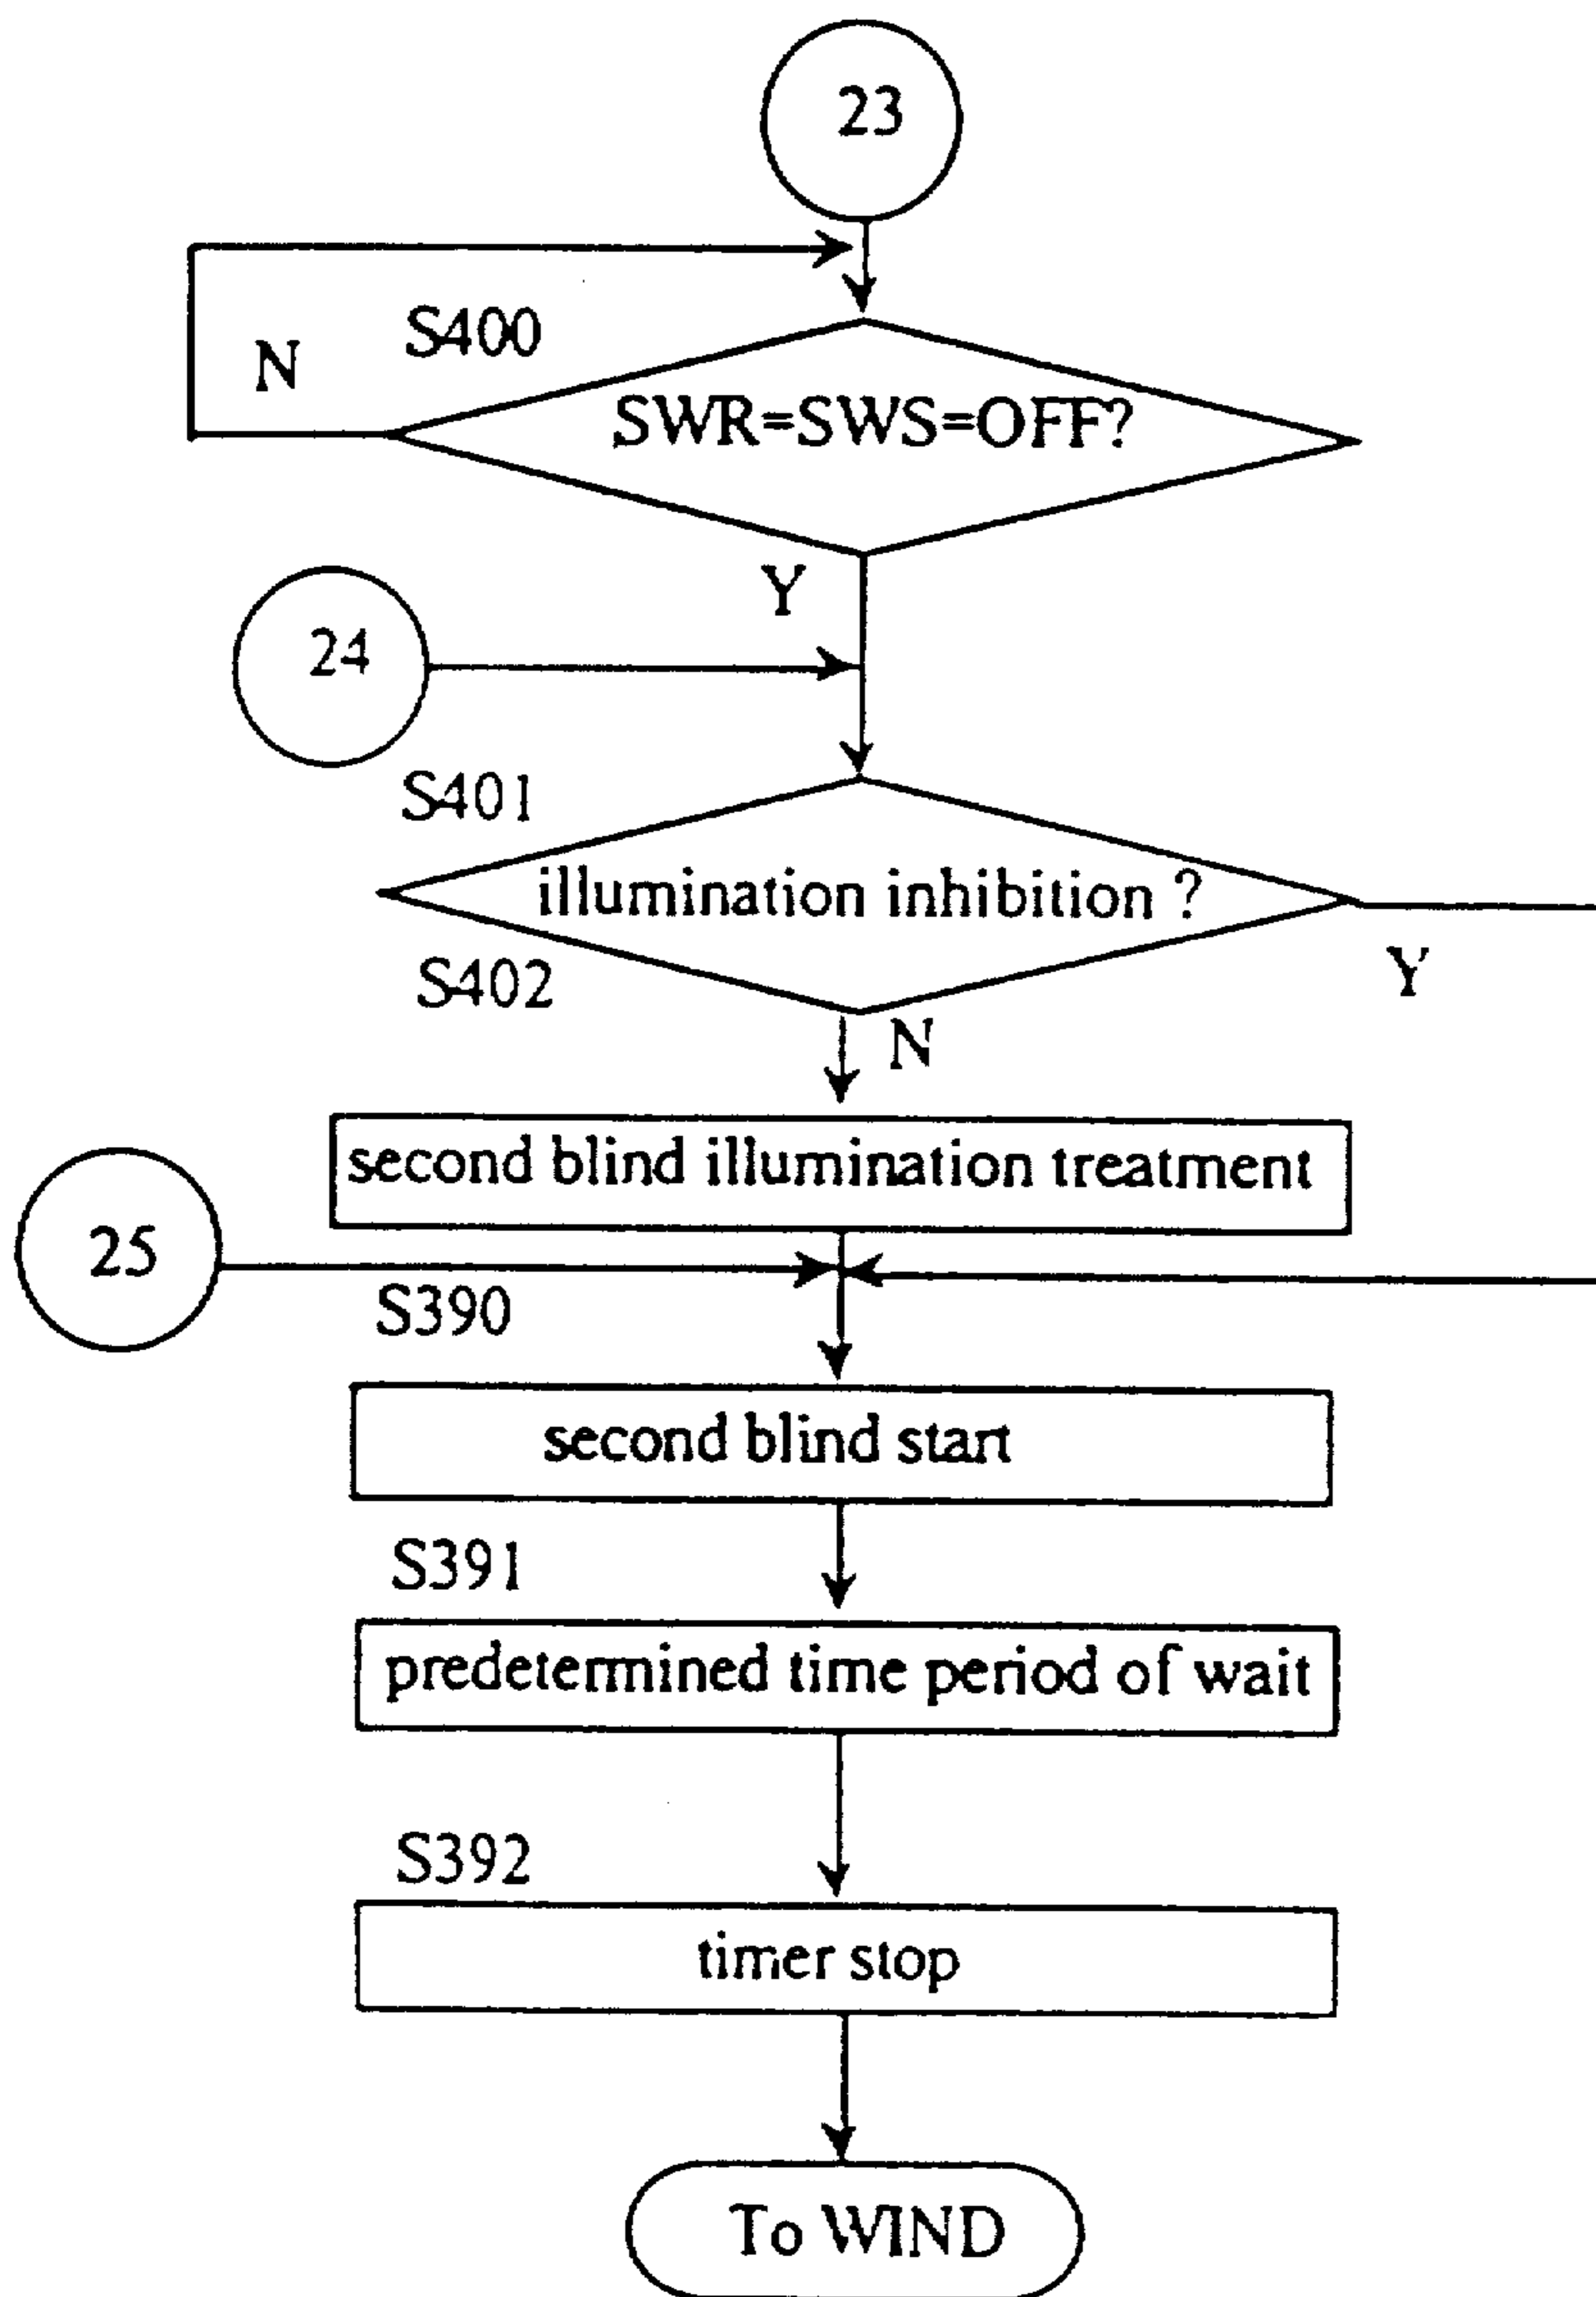 23
S400
N
SWR=SWS=OFF?
Y
24
S401
illumination inhibition ?
S402
Y
N
second blind illumination treatment
25
S390
second blind start
S391
predetermined time period of wait
S392
timer stop
To WIND